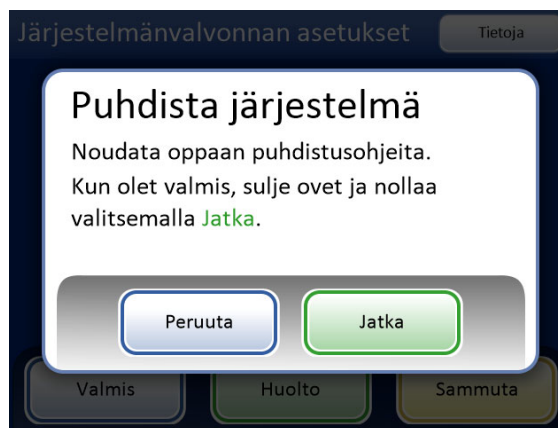 Järjestelmänvalvonnan asetukset
Tietoja
Puhdista järjestelmä
Noudata oppaan puhdistusohjeita.
Kun olet valmis, sulje ovet ja nollaa
valitsemalla Jatka.
Peruuta
Jatka
Valmis
Huolto
Sammuta